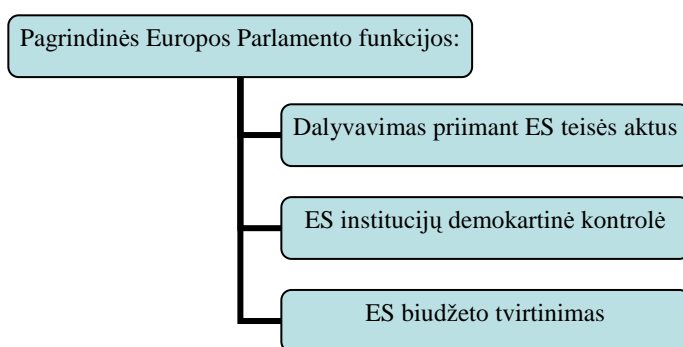 Pagrindinės Europos Parlamento funkcijos:
Dalyvavimas priimant ES teisės aktus
ES institucijų demokartinė kontrolė
ES biudžeto tvirtinimas